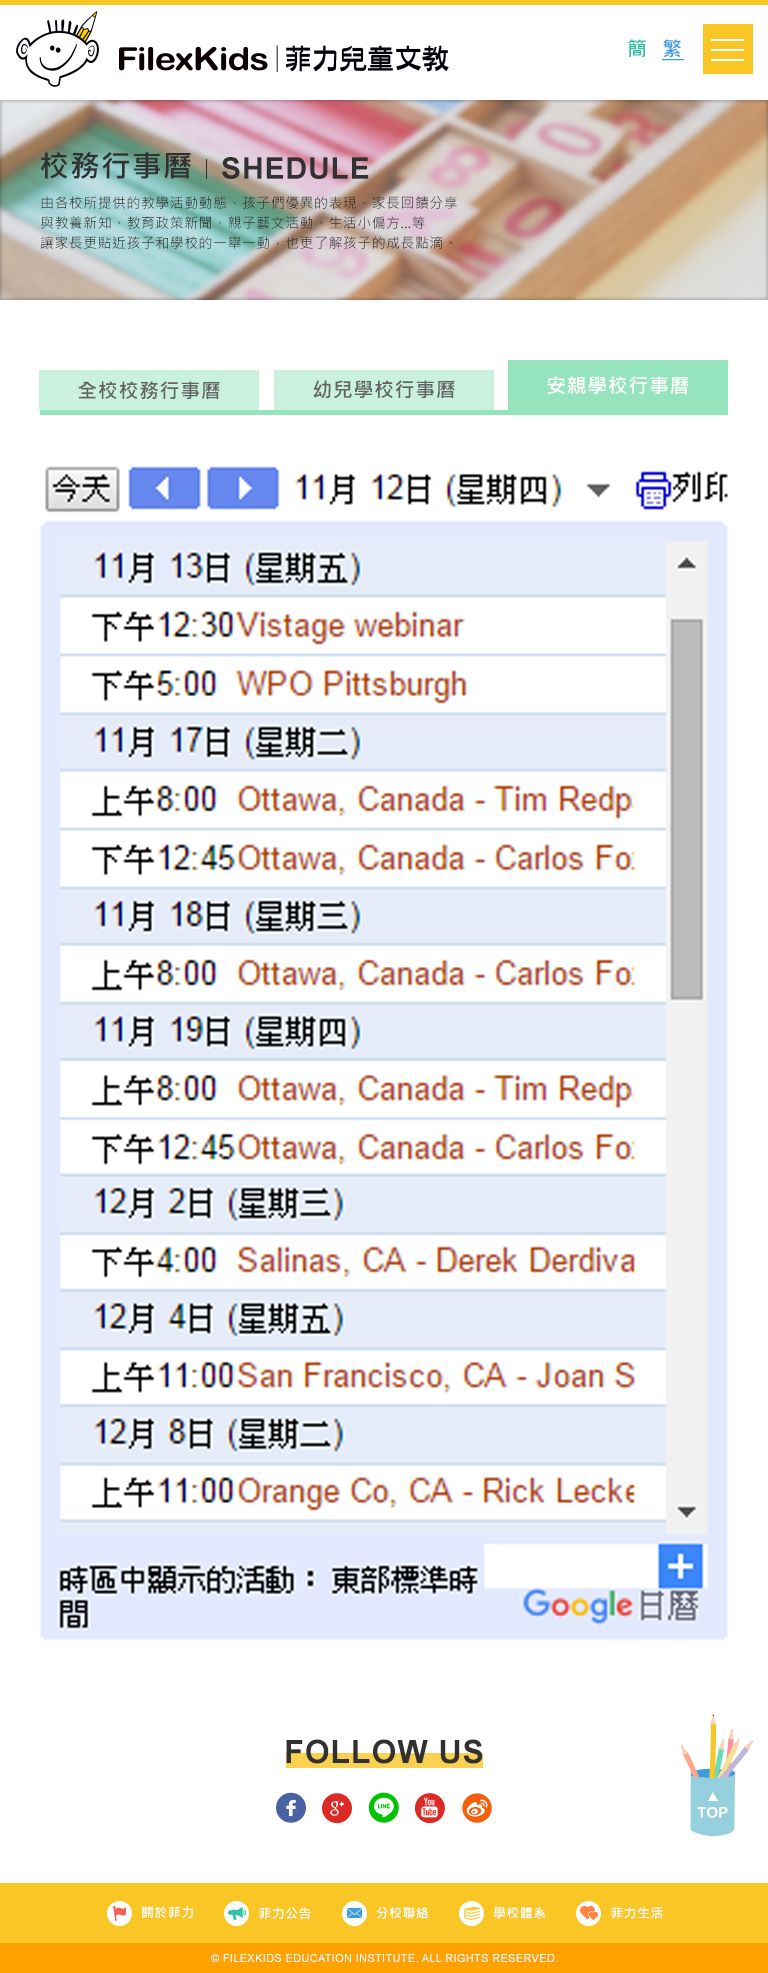 FilexKids 菲力兒童文教
簡 繁
校務行事曆 SHEDULE
由各校所提供的教學活動動態、孩子們優異的表現、家長回饋分享
與教養新知、教育政策新聞、親子藝文活動、生活小偏方...等
讓家長更貼近孩子和學校的一舉一動，也更了解孩子的成長點滴。
全校校務行事曆 幼兒學校行事曆 安親學校行事曆
今天 11月 12日 (星期四) 列印
11月 13日 (星期五)
下午12:30 Vistage webinar
下午5:00 WPO Pittsburgh
11月 17日 (星期二)
上午8:00 Ottawa, Canada - Tim Redp
下午12:45 Ottawa, Canada - Carlos Fo
11月 18日 (星期三)
上午8:00 Ottawa, Canada - Carlos Fo
11月 19日 (星期四)
上午8:00 Ottawa, Canada - Tim Redp
下午12:45 Ottawa, Canada - Carlos Fo
12月 2日 (星期三)
下午4:00 Salinas, CA - Derek Derdiva
12月 4日 (星期五)
上午11:00 San Francisco, CA - Joan S
12月 8日 (星期二)
上午11:00 Orange Co, CA - Rick Lecke
時區中顯示的活動： 東部標準時
間
Google 日曆
FOLLOW US
f g+ LINE You Tube
TOP
關於菲力 菲力公告 分校聯絡 學校體系 菲力生活
© FILEXKIDS EDUCATION INSTITUTE. ALL RIGHTS RESERVED.